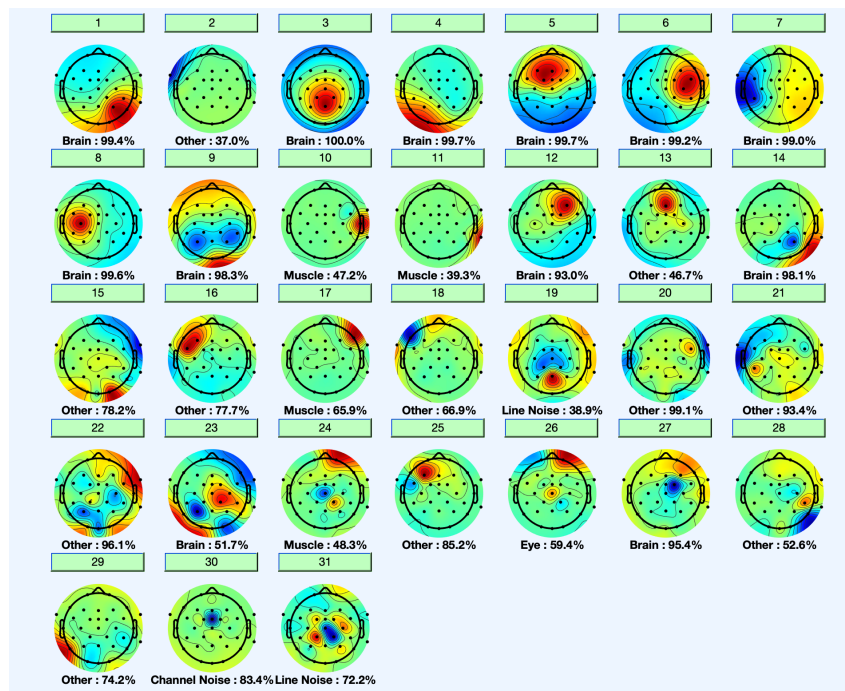 1 2 3 4 5 6 7
Brain : 99.4% Other : 37.0% Brain : 100.0% Brain : 99.7% Brain : 99.7% Brain : 99.2% Brain : 99.0%
8 9 10 11 12 13 14
Brain : 99.6% Brain : 98.3% Muscle : 47.2% Muscle : 39.3% Brain : 93.0% Other : 46.7% Brain : 98.1%
15 16 17 18 19 20 21
Other : 78.2% Other : 77.7% Muscle : 65.9% Other : 66.9% Line Noise : 38.9% Other : 99.1% Other : 93.4%
22 23 24 25 26 27 28
Other : 96.1% Brain : 51.7% Muscle : 48.3% Other : 85.2% Eye : 59.4% Brain : 95.4% Other : 52.6%
29 30 31
Other : 74.2% Channel Noise : 83.4% Line Noise : 72.2%